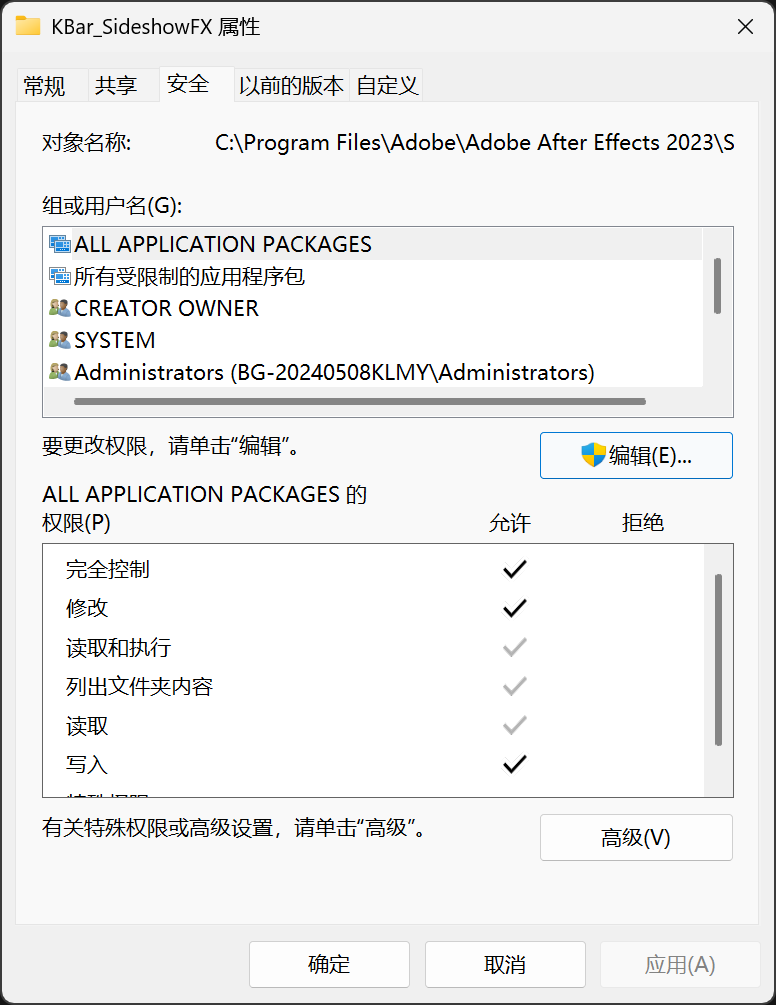 KBar_SideshowFX 属性
常规 共享 安全 以前的版本 自定义
对象名称: C:\Program Files\Adobe\Adobe After Effects 2023\S
组或用户名(G):
ALL APPLICATION PACKAGES
所有受限制的应用程序包
CREATOR OWNER
SYSTEM
Administrators (BG-20240508KLMY\Administrators)
要更改权限，请单击“编辑”。
编辑(E)...
ALL APPLICATION PACKAGES 的
权限(P) 允许 拒绝
完全控制
修改
读取和执行
列出文件夹内容
读取
写入
有关特殊权限或高级设置，请单击“高级”。
高级(V)
确定 取消 应用(A)